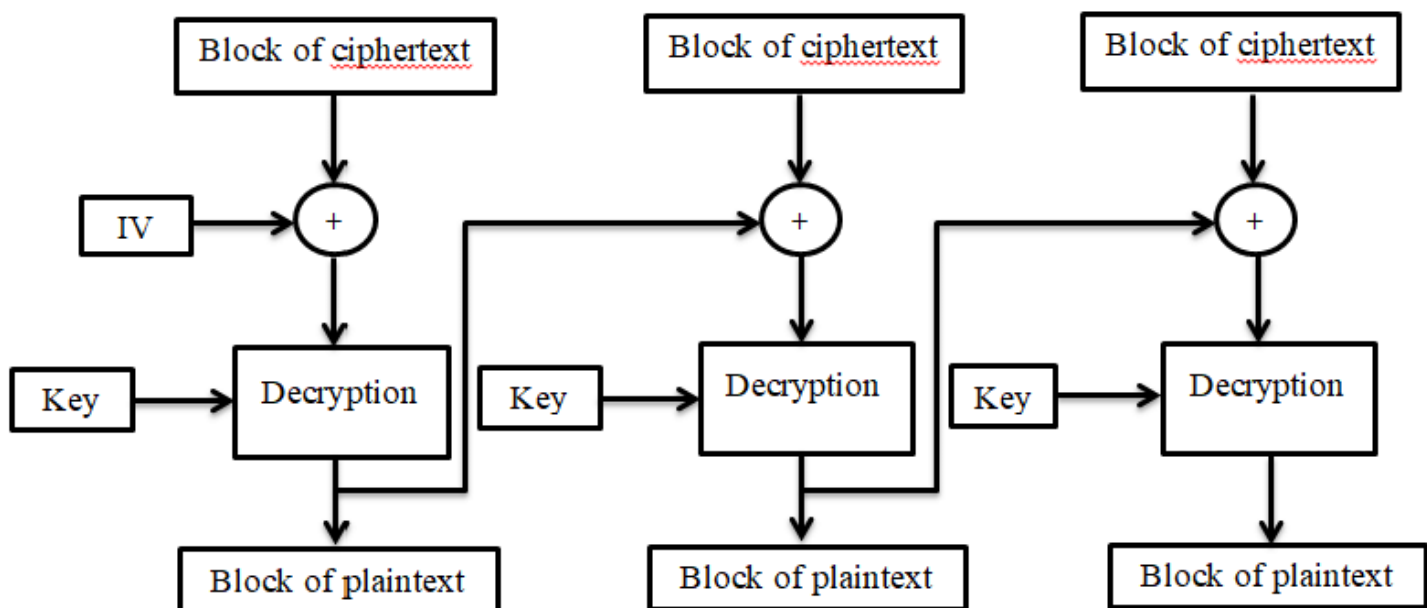 Block of ciphertext
Block of ciphertext
Block of ciphertext
IV
+
+
+
Key
Decryption
Key
Decryption
Key
Decryption
Block of plaintext
Block of plaintext
Block of plaintext